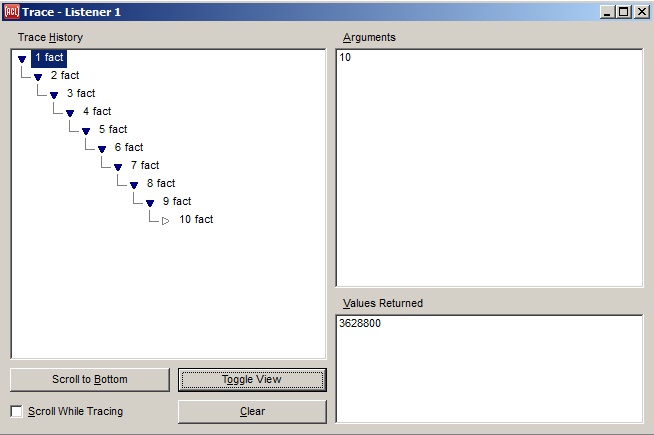 ACL Trace - Listener 1
Trace History
1 fact
2 fact
3 fact
4 fact
5 fact
6 fact
7 fact
8 fact
9 fact
10 fact
Scroll to Bottom
Toggle View
Scroll While Tracing
Clear
Arguments
10
Values Returned
3628800